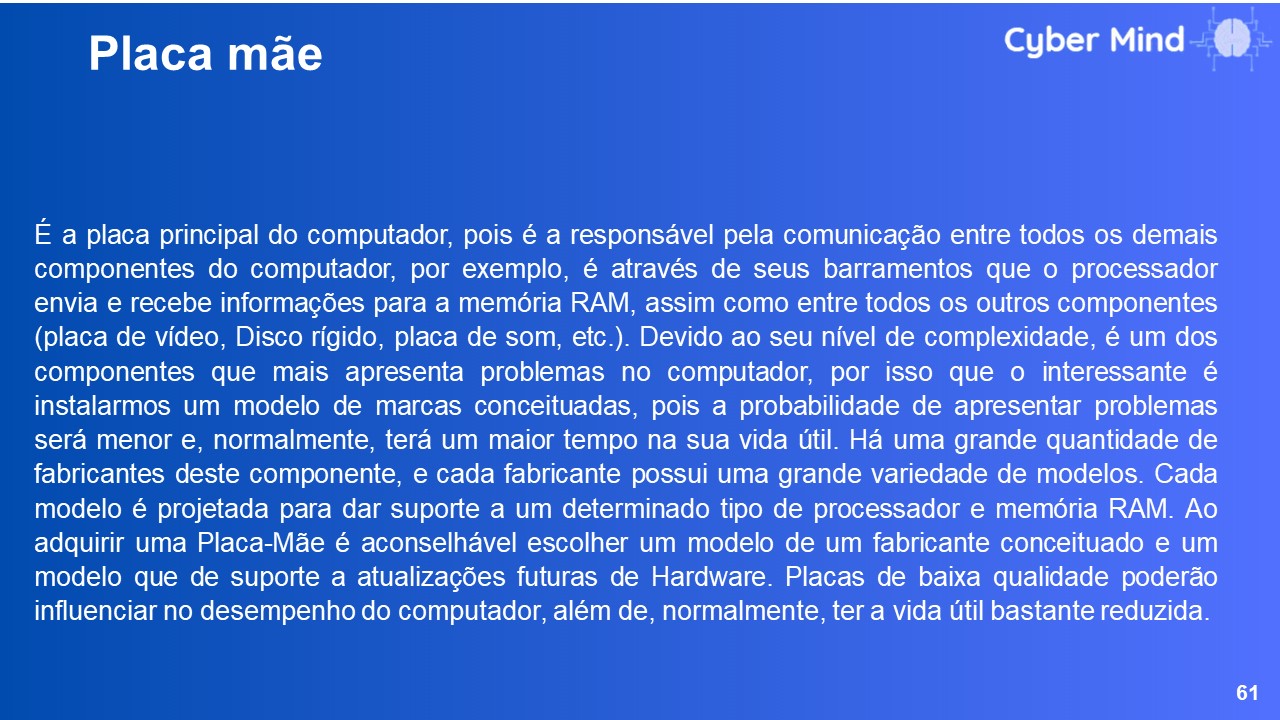 Placa mãe
Cyber Mind
É a placa principal do computador, pois é a responsável pela comunicação entre todos os demais
componentes do computador, por exemplo, é através de seus barramentos que o processador
envia e recebe informações para a memória RAM, assim como entre todos os outros componentes
(placa de vídeo, Disco rígido, placa de som, etc.). Devido ao seu nível de complexidade, é um dos
componentes que mais apresenta problemas no computador, por isso que o interessante é
instalarmos um modelo de marcas conceituadas, pois a probabilidade de apresentar problemas
será menor e, normalmente, terá um maior tempo na sua vida útil. Há uma grande quantidade de
fabricantes deste componente, e cada fabricante possui uma grande variedade de modelos. Cada
modelo é projetada para dar suporte a um determinado tipo de processador e memória RAM. Ao
adquirir uma Placa-Mãe é aconselhável escolher um modelo de um fabricante conceituado e um
modelo que de suporte a atualizações futuras de Hardware. Placas de baixa qualidade poderão
influenciar no desempenho do computador, além de, normalmente, ter a vida útil bastante reduzida.
61